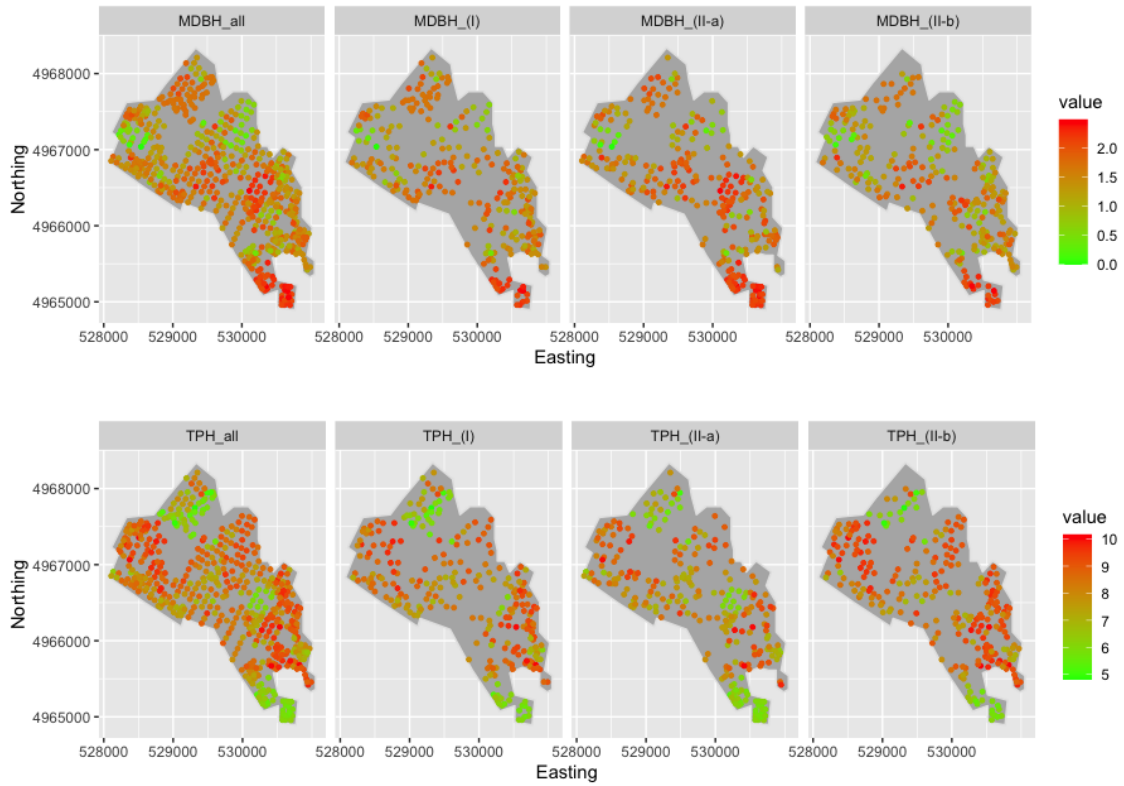 MDBH_all MDBH_(I) MDBH_(II-a) MDBH_(II-b)
value
2.0
1.5
1.0
0.5
0.0
Northing
4968000
4967000
4966000
4965000
528000 529000 530000 529000 530000 528000 529000 530000 528000 529000 530000
Easting
TPH_all TPH_(I) TPH_(II-a) TPH_(II-b)
value
10
9
8
7
6
5
Northing
4968000
4967000
4966000
4965000
528000 529000 530000 529000 530000 528000 529000 530000 528000 529000 530000
Easting